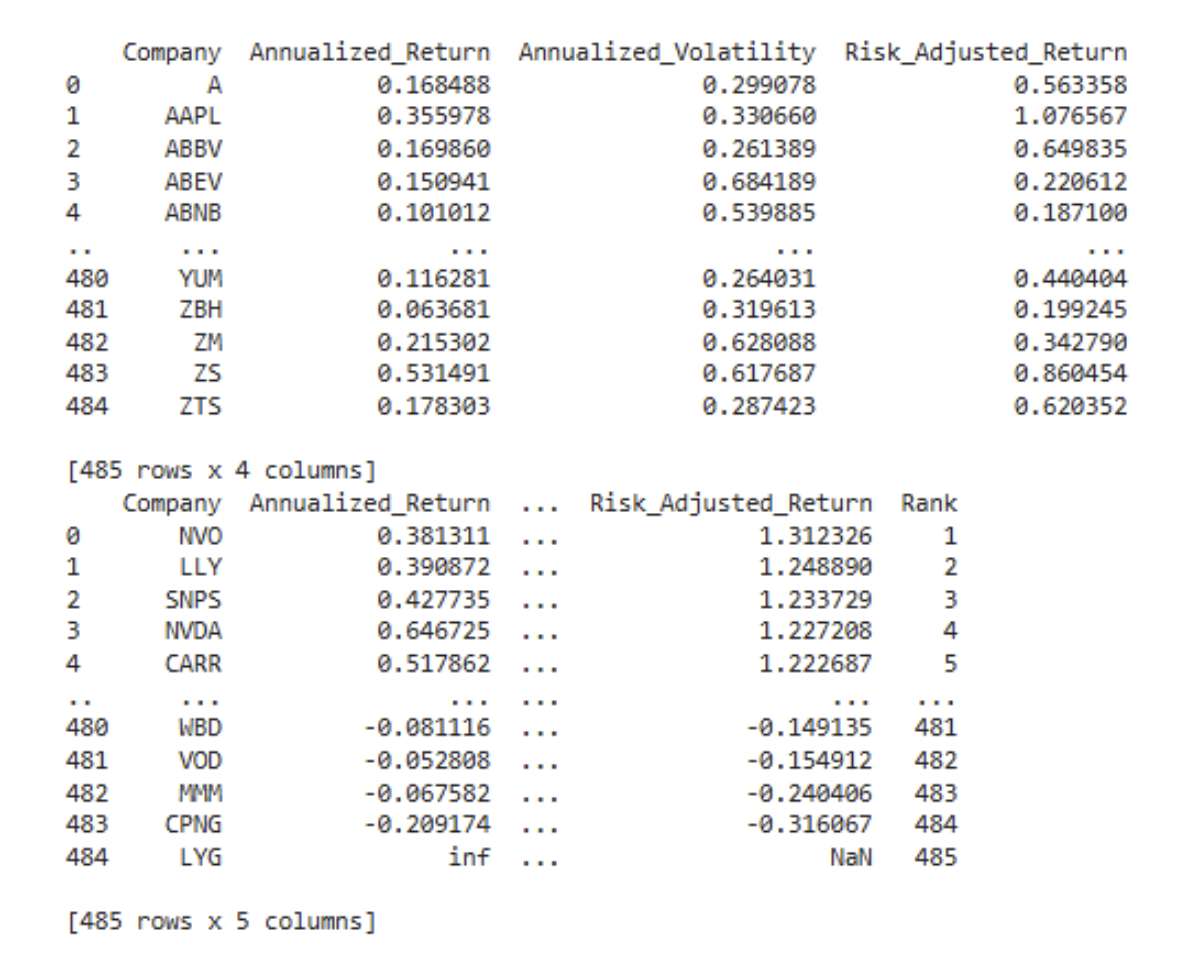 Company Annualized_Return Annualized_Volatility Risk_Adjusted_Return
0 A 0.168488 0.299078 0.563358
1 AAPL 0.355978 0.330660 1.076567
2 ABBV 0.169860 0.261389 0.649835
3 ABEV 0.150941 0.684189 0.220612
4 ABNB 0.101012 0.539885 0.187100
.. ... ... ... ...
480 YUM 0.116281 0.264031 0.440404
481 ZBH 0.063681 0.319613 0.199245
482 ZM 0.215302 0.628088 0.342790
483 ZS 0.531491 0.617687 0.860454
484 ZTS 0.178303 0.287423 0.620352
[485 rows x 4 columns]
Company Annualized_Return ... Risk_Adjusted_Return Rank
0 NVO 0.381311 ... 1.312326 1
1 LLY 0.390872 ... 1.248890 2
2 SNPS 0.427735 ... 1.233729 3
3 NVDA 0.646725 ... 1.227208 4
4 CARR 0.517862 ... 1.222687 5
.. ... ... ... ... ...
480 WBD -0.081116 ... -0.149135 481
481 VOD -0.052808 ... -0.154912 482
482 MMM -0.067582 ... -0.240406 483
483 CPNG -0.209174 ... -0.316067 484
484 LYG inf ... NaN 485
[485 rows x 5 columns]